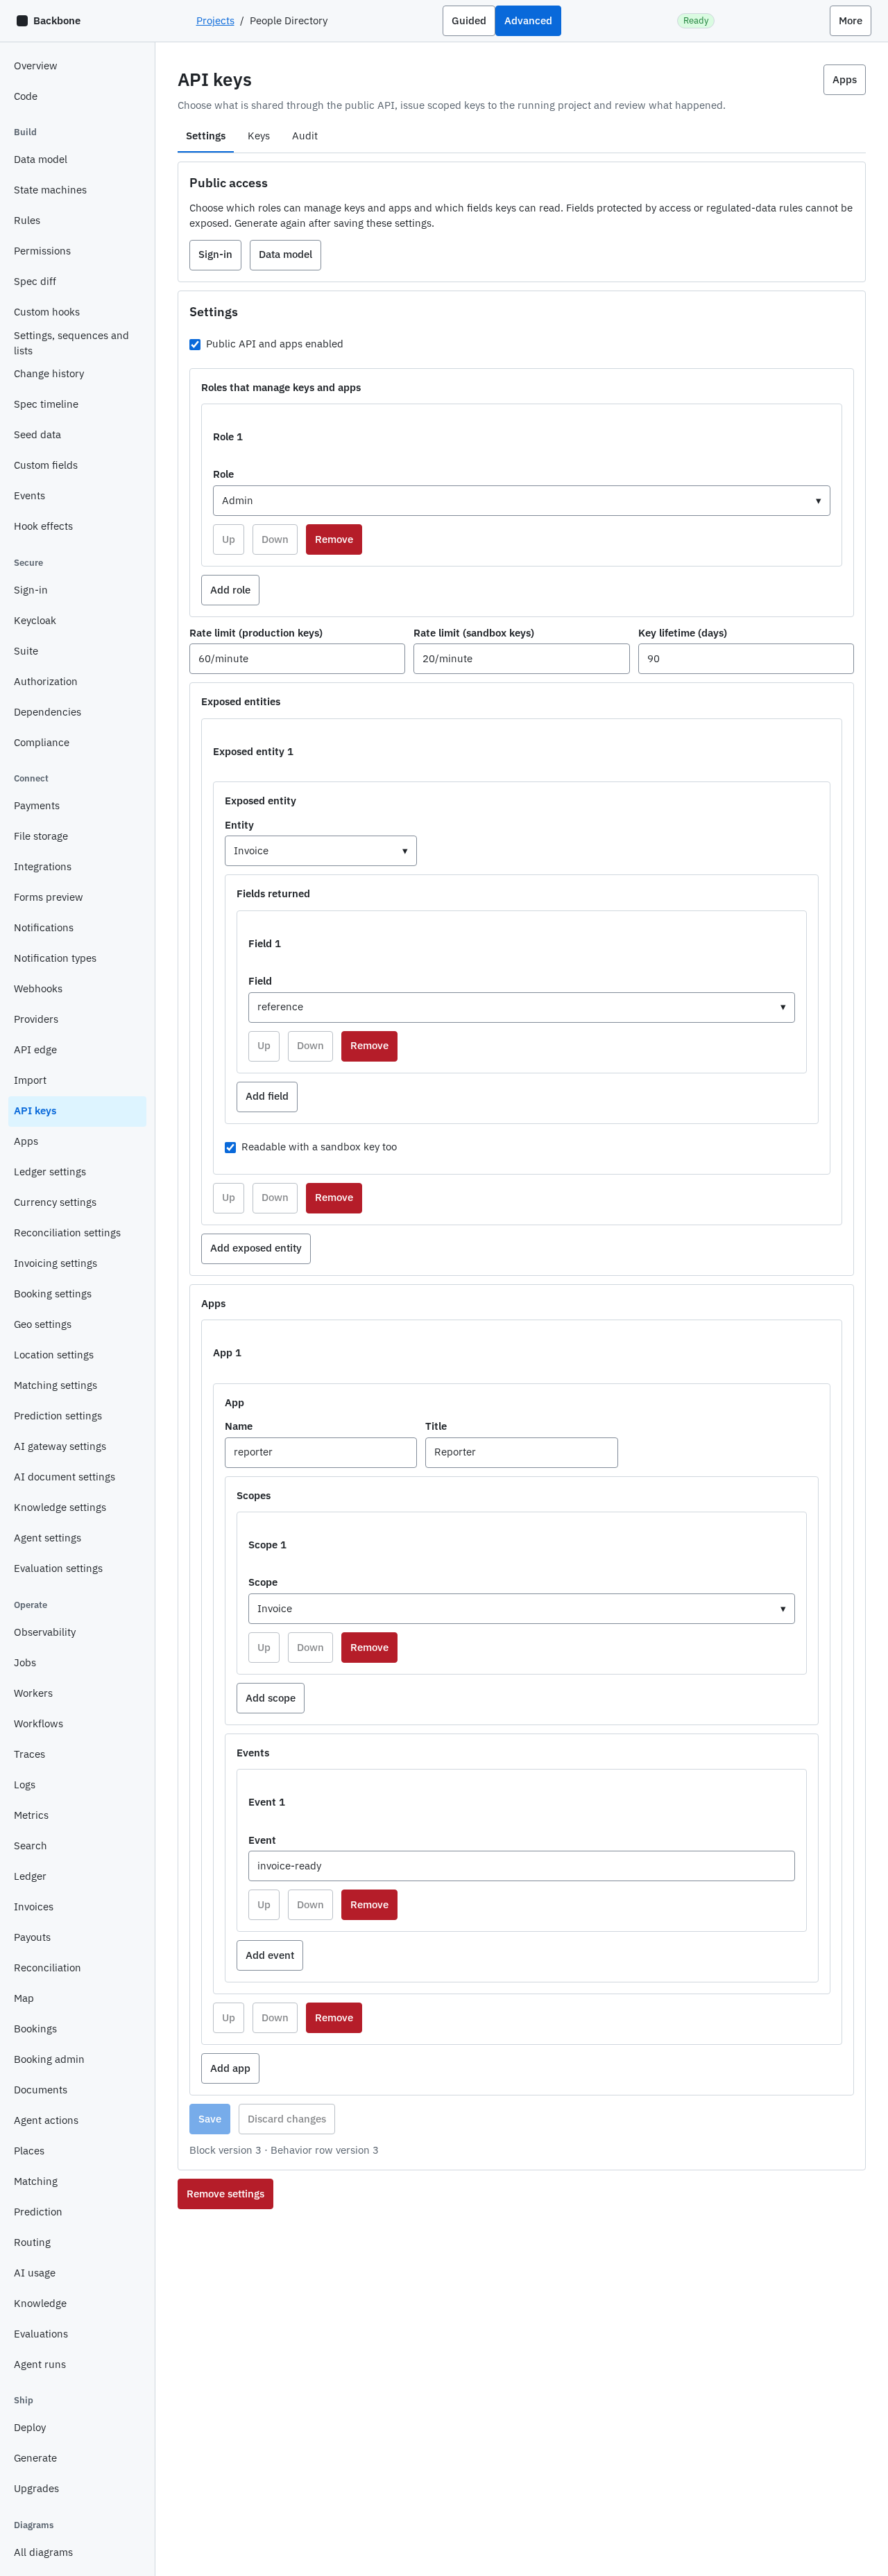 Backbone
Projects / People Directory
Guided
Advanced
Ready
More
Overview
Code
Build
Data model
State machines
Rules
Permissions
Spec diff
Custom hooks
Settings, sequences and
lists
Change history
Spec timeline
Seed data
Custom fields
Events
Hook effects
Secure
Sign-in
Keycloak
Suite
Authorization
Dependencies
Compliance
Connect
Payments
File storage
Integrations
Forms preview
Notifications
Notification types
Webhooks
Providers
API edge
Import
API keys
Apps
Ledger settings
Currency settings
Reconciliation settings
Invoicing settings
Booking settings
Geo settings
Location settings
Matching settings
Prediction settings
AI gateway settings
AI document settings
Knowledge settings
Agent settings
Evaluation settings
Operate
Observability
Jobs
Workers
Workflows
Traces
Logs
Metrics
Search
Ledger
Invoices
Payouts
Reconciliation
Map
Bookings
Booking admin
Documents
Agent actions
Places
Matching
Prediction
Routing
AI usage
Knowledge
Evaluations
Agent runs
Ship
Deploy
Generate
Upgrades
Diagrams
All diagrams
API keys
Apps
Choose what is shared through the public API, issue scoped keys to the running project and review what happened.
Settings
Keys
Audit
Public access
Choose which roles can manage keys and apps and which fields keys can read. Fields protected by access or regulated-data rules cannot be
exposed. Generate again after saving these settings.
Sign-in
Data model
Settings
Public API and apps enabled
Roles that manage keys and apps
Role 1
Role
Admin
Up
Down
Remove
Add role
Rate limit (production keys)
Rate limit (sandbox keys)
Key lifetime (days)
60/minute
20/minute
90
Exposed entities
Exposed entity 1
Exposed entity
Entity
Invoice
Fields returned
Field 1
Field
reference
Up
Down
Remove
Add field
Readable with a sandbox key too
Up
Down
Remove
Add exposed entity
Apps
App 1
App
Name
Title
reporter
Reporter
Scopes
Scope 1
Scope
Invoice
Up
Down
Remove
Add scope
Events
Event 1
Event
invoice-ready
Up
Down
Remove
Add event
Up
Down
Remove
Add app
Save
Discard changes
Block version 3 · Behavior row version 3
Remove settings